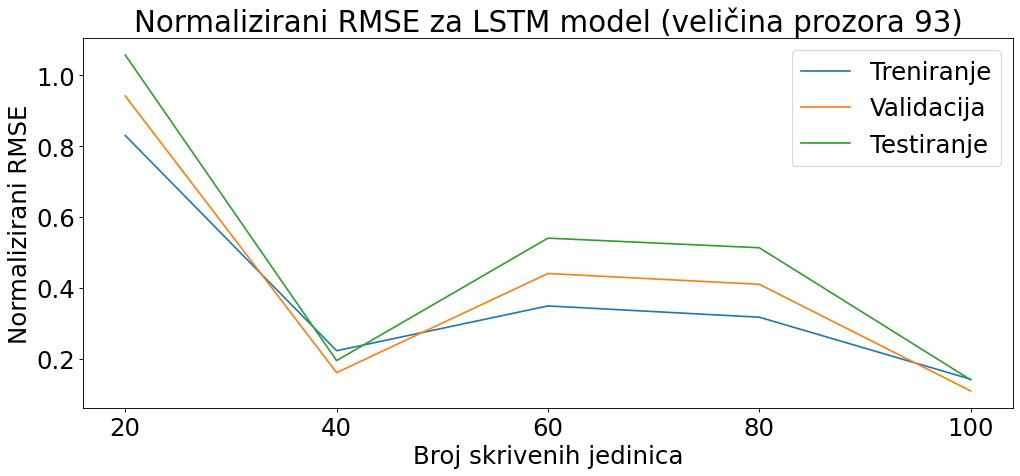 Normalizirani RMSE za LSTM model (veličina prozora 93)
Normalizirani RMSE
1.0
0.8
0.6
0.4
0.2
Treniranje
Validacija
Testiranje
20 40 60 80 100
Broj skrivenih jedinica